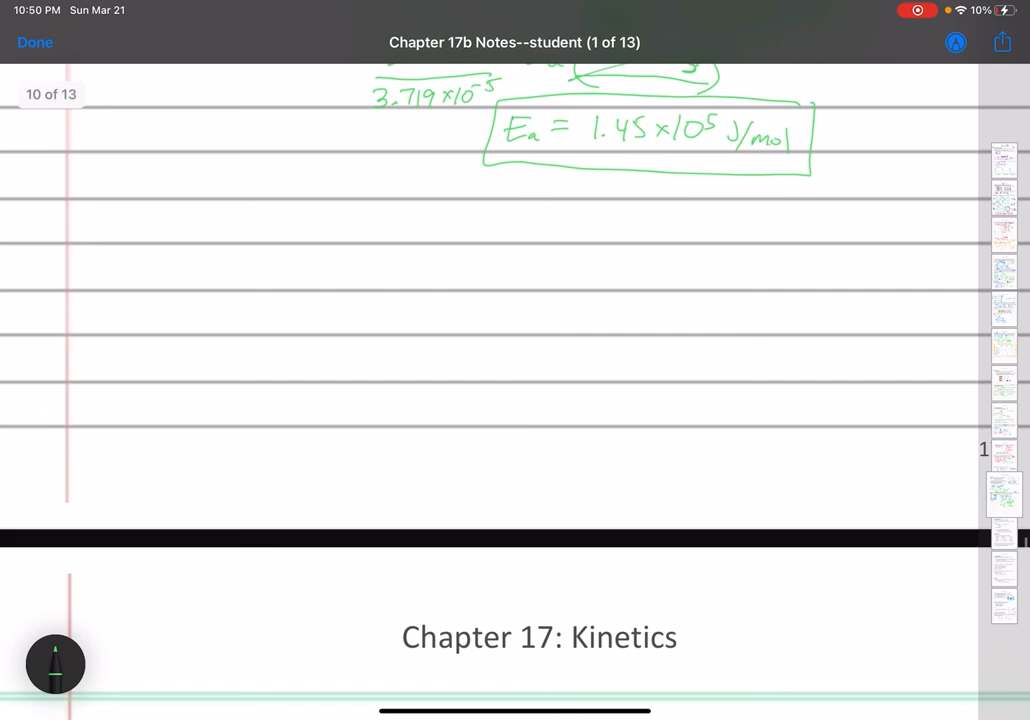 10:50 PM Sun Mar 21
10%
Done
Chapter 17b Notes--student (1 of 13)
10 of 13
3.719 × 10⁻⁵
Eₐ = 1.45 × 10⁵ J/mol
1
Chapter 17: Kinetics